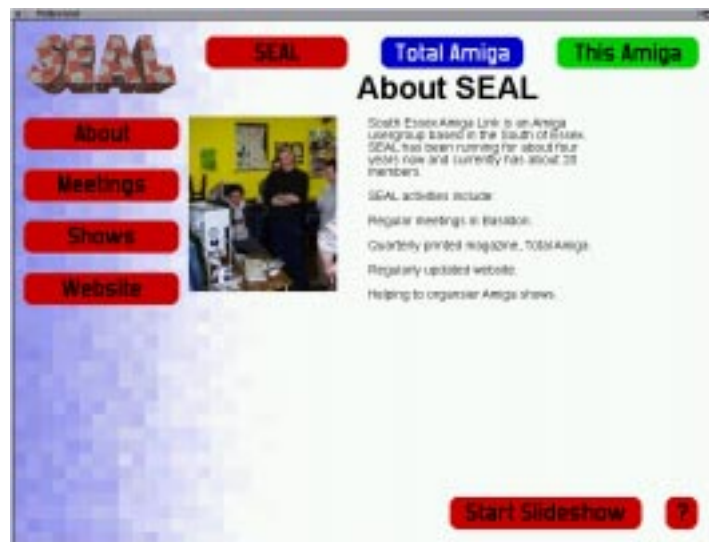 SEAL
SEAL
Total Amiga
This Amiga
About SEAL
About
Meetings
Shows
Website
South Essex Amiga Link is an Amiga
usergroup based in the South of Essex.
SEAL has been running for about four
years now and currently has about
members.
SEAL activities include:
Regular meetings in Basildon.
Quarterly printed magazine, Total Amiga.
Regularly updated website.
Helping to organsier Amiga shows.
Start Slideshow
?